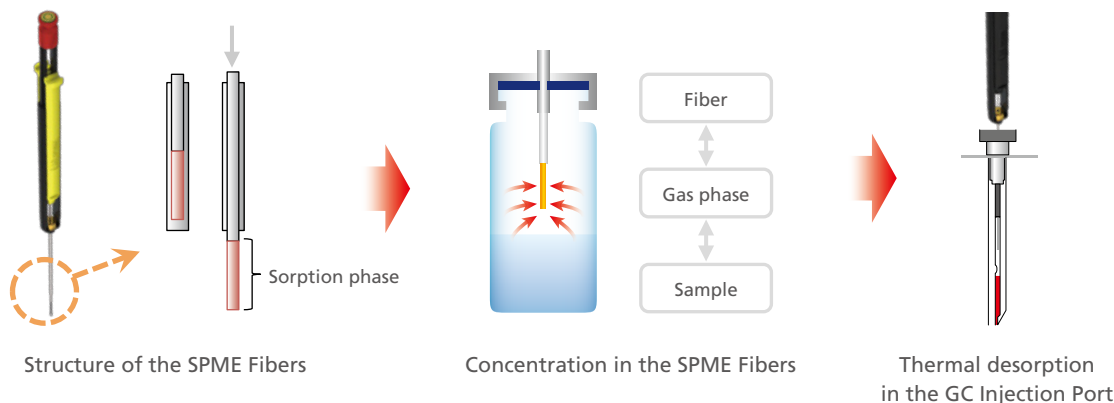 Sorption phase
Fiber
Gas phase
Sample
Structure of the SPME Fibers
Concentration in the SPME Fibers
Thermal desorption
in the GC Injection Port